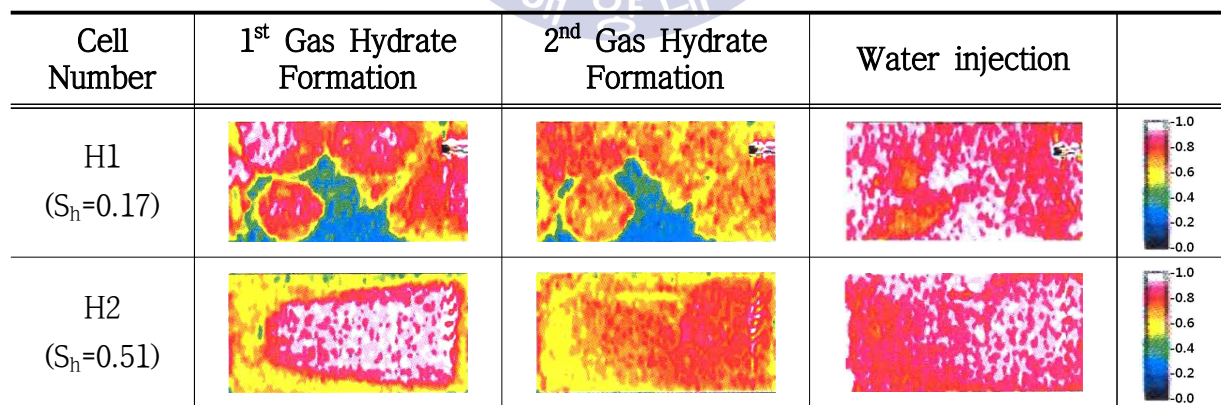 Cell Number
1st Gas Hydrate Formation
2nd Gas Hydrate Formation
Water injection
H1
(Sh=0.17)
1.0
0.8
0.6
0.4
0.2
0.0
H2
(Sh=0.51)
1.0
0.8
0.6
0.4
0.2
0.0